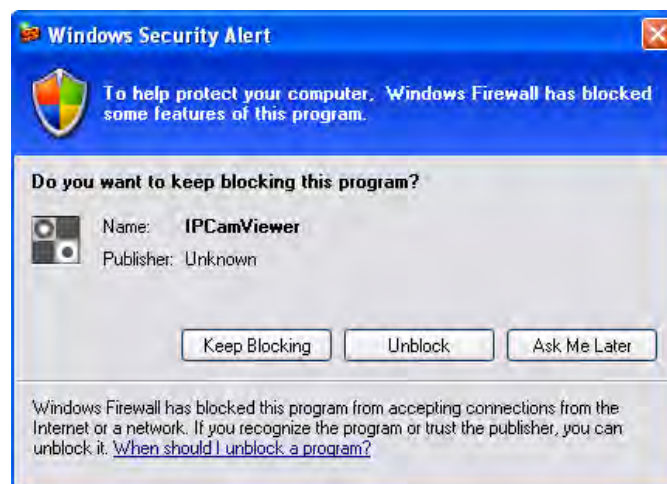 Windows Security Alert
To help protect your computer, Windows Firewall has blocked
some features of this program.
Do you want to keep blocking this program?
Name: IPCamViewer
Publisher: Unknown
Keep Blocking Unblock Ask Me Later
Windows Firewall has blocked this program from accepting connections from the
Internet or a network. If you recognize the program or trust the publisher, you can
unblock it. When should I unblock a program?